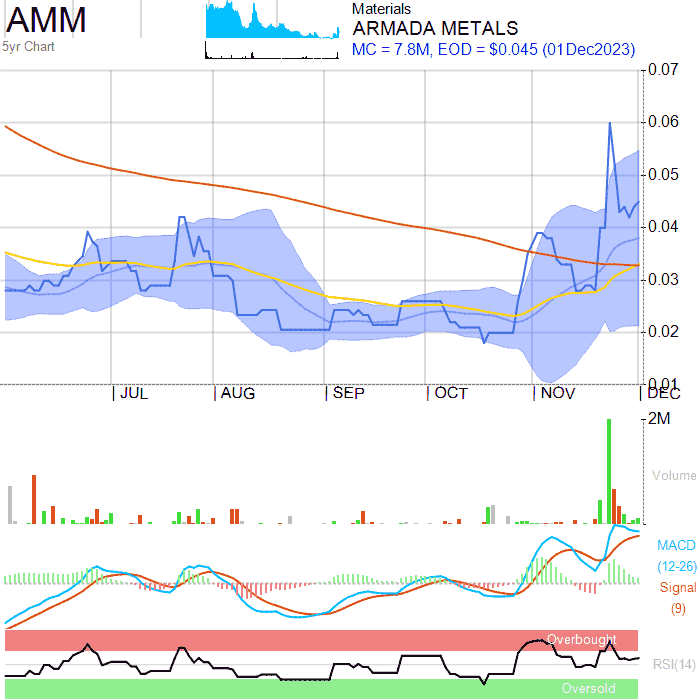 AMM
5yr Chart
Materials
ARMADA METALS
MC = 7.8M, EOD = $0.045 (01Dec2023)
0.07
0.06
0.05
0.04
0.03
0.02
0.01
JUL AUG SEP OCT NOV DEC
2M
Volume
MACD
(12-26)
Signal
(9)
Overbought
RSI(14)
Oversold